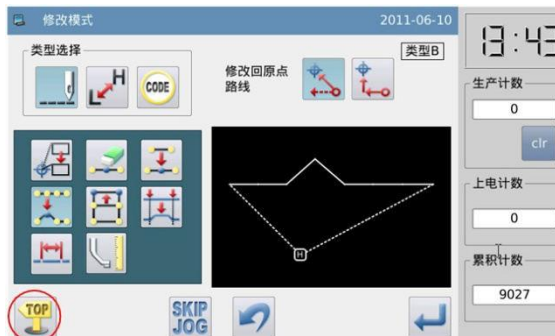 修改模式
2011-06-10
13:43
类型选择
H
L
CODE
修改回原点
路线
类型B
生产计数
0
clr
上电计数
0
累积计数
9027
H
TOP
SKIP
JOG